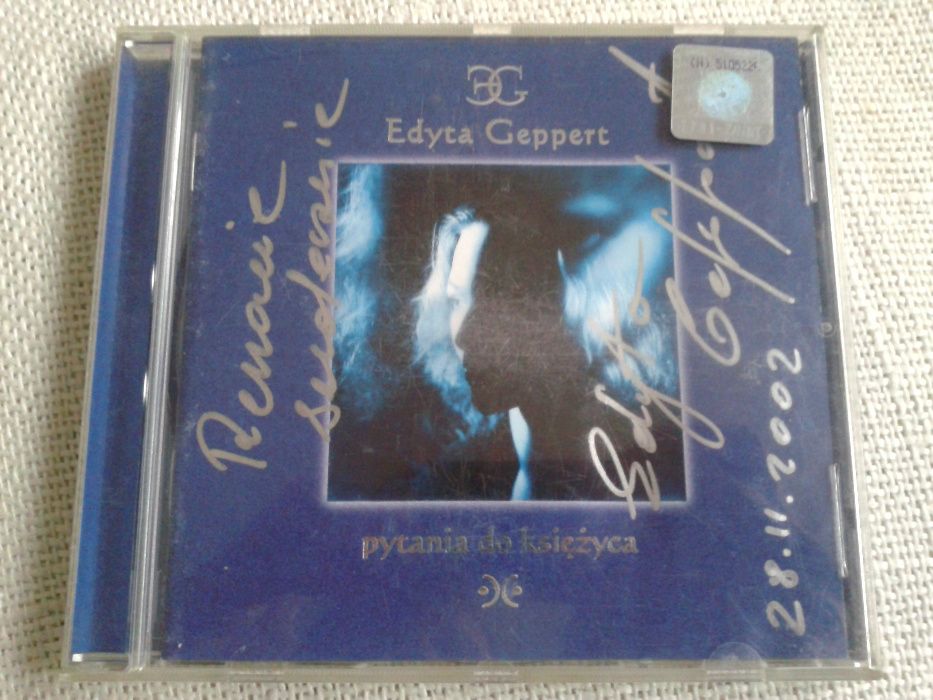 EG
Edyta Geppert
pytania do księżyca
Renacie
serdecznie
Edyta
Geppert
28.11.2002